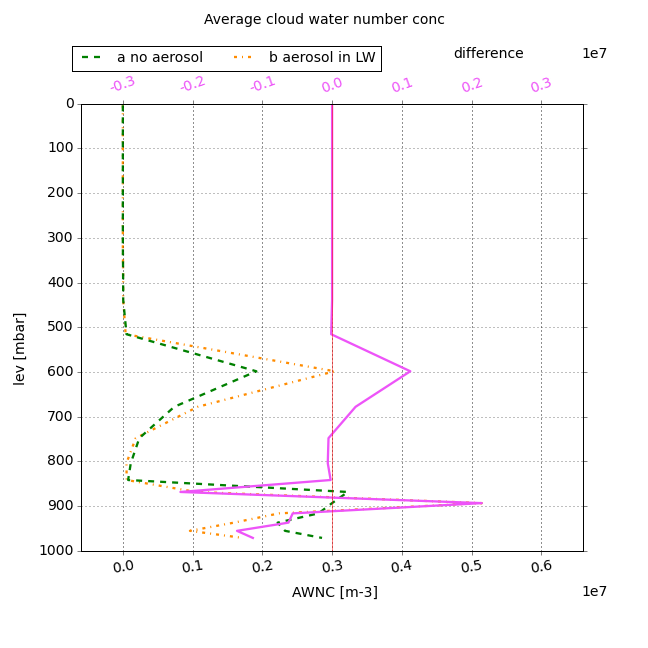 Average cloud water number conc
a no aerosol b aerosol in LW difference 1e7
-0.3 -0.2 -0.1 0.0 0.1 0.2 0.3
0
100
200
300
400
500
600
700
800
900
1000
lev [mbar]
0.0 0.1 0.2 0.3 0.4 0.5 0.6
AWNC [m-3] 1e7